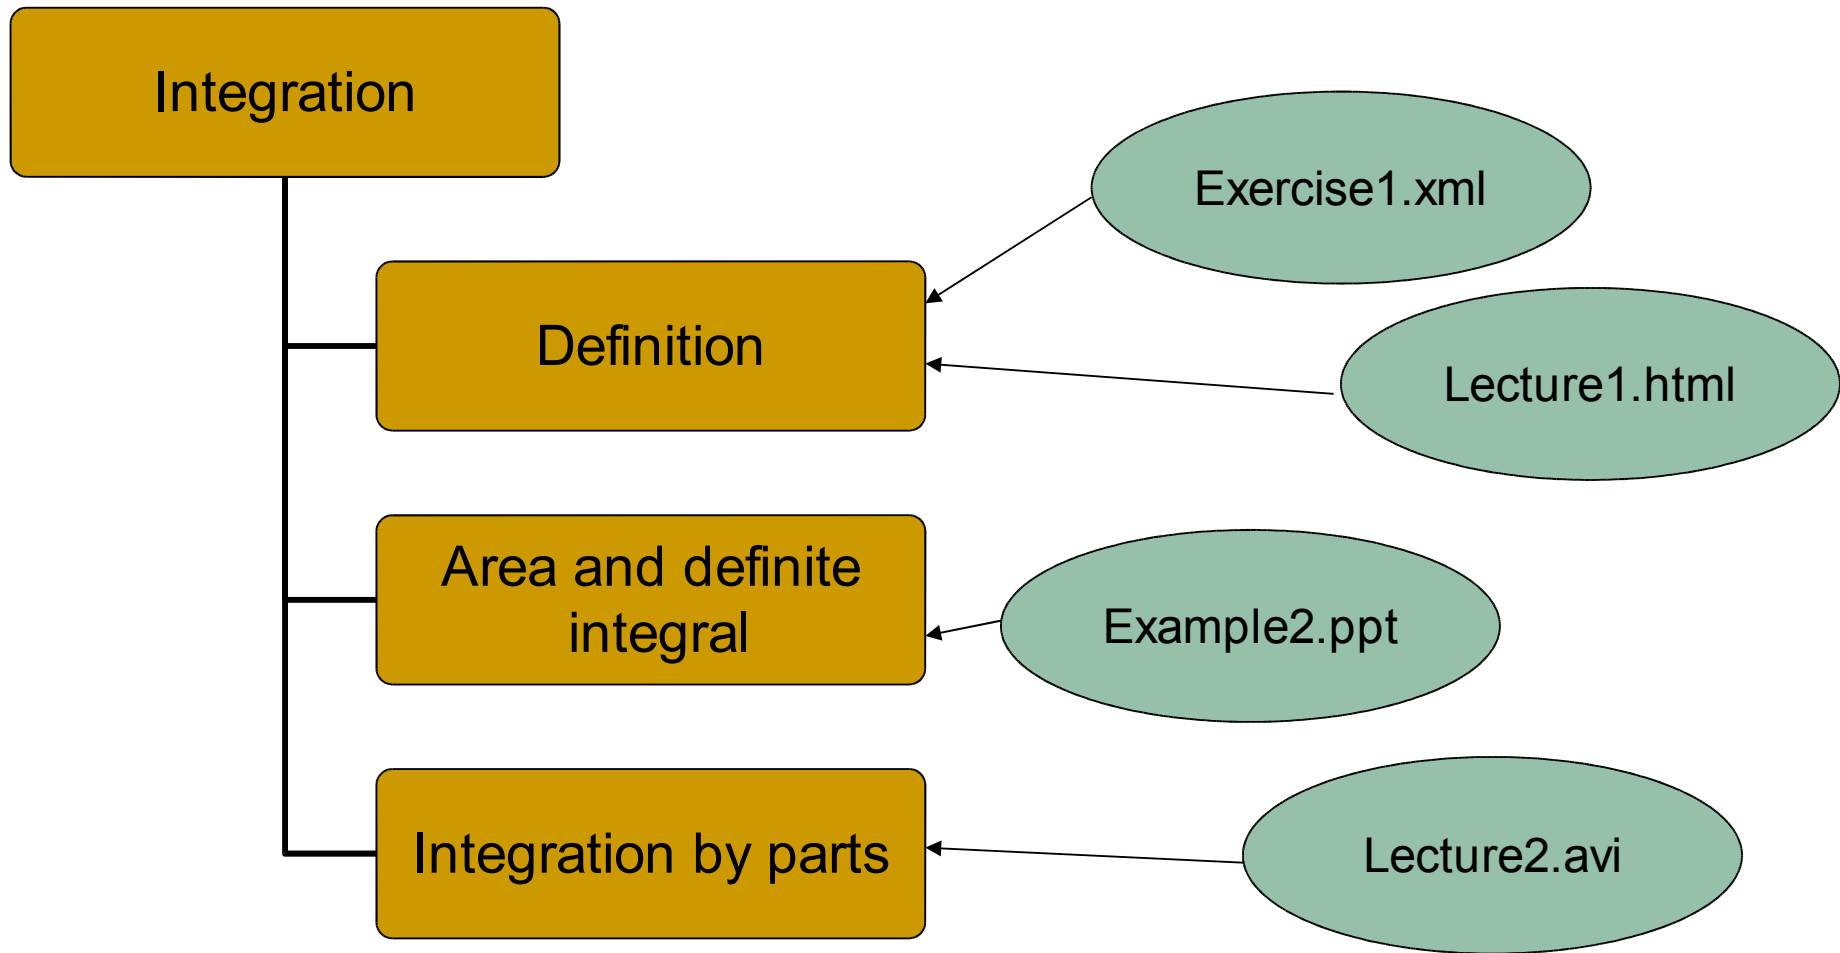 Integration
Exercise1.xml
Definition
Lecture1.html
Area and definite
integral
Example2.ppt
Integration by parts
Lecture2.avi